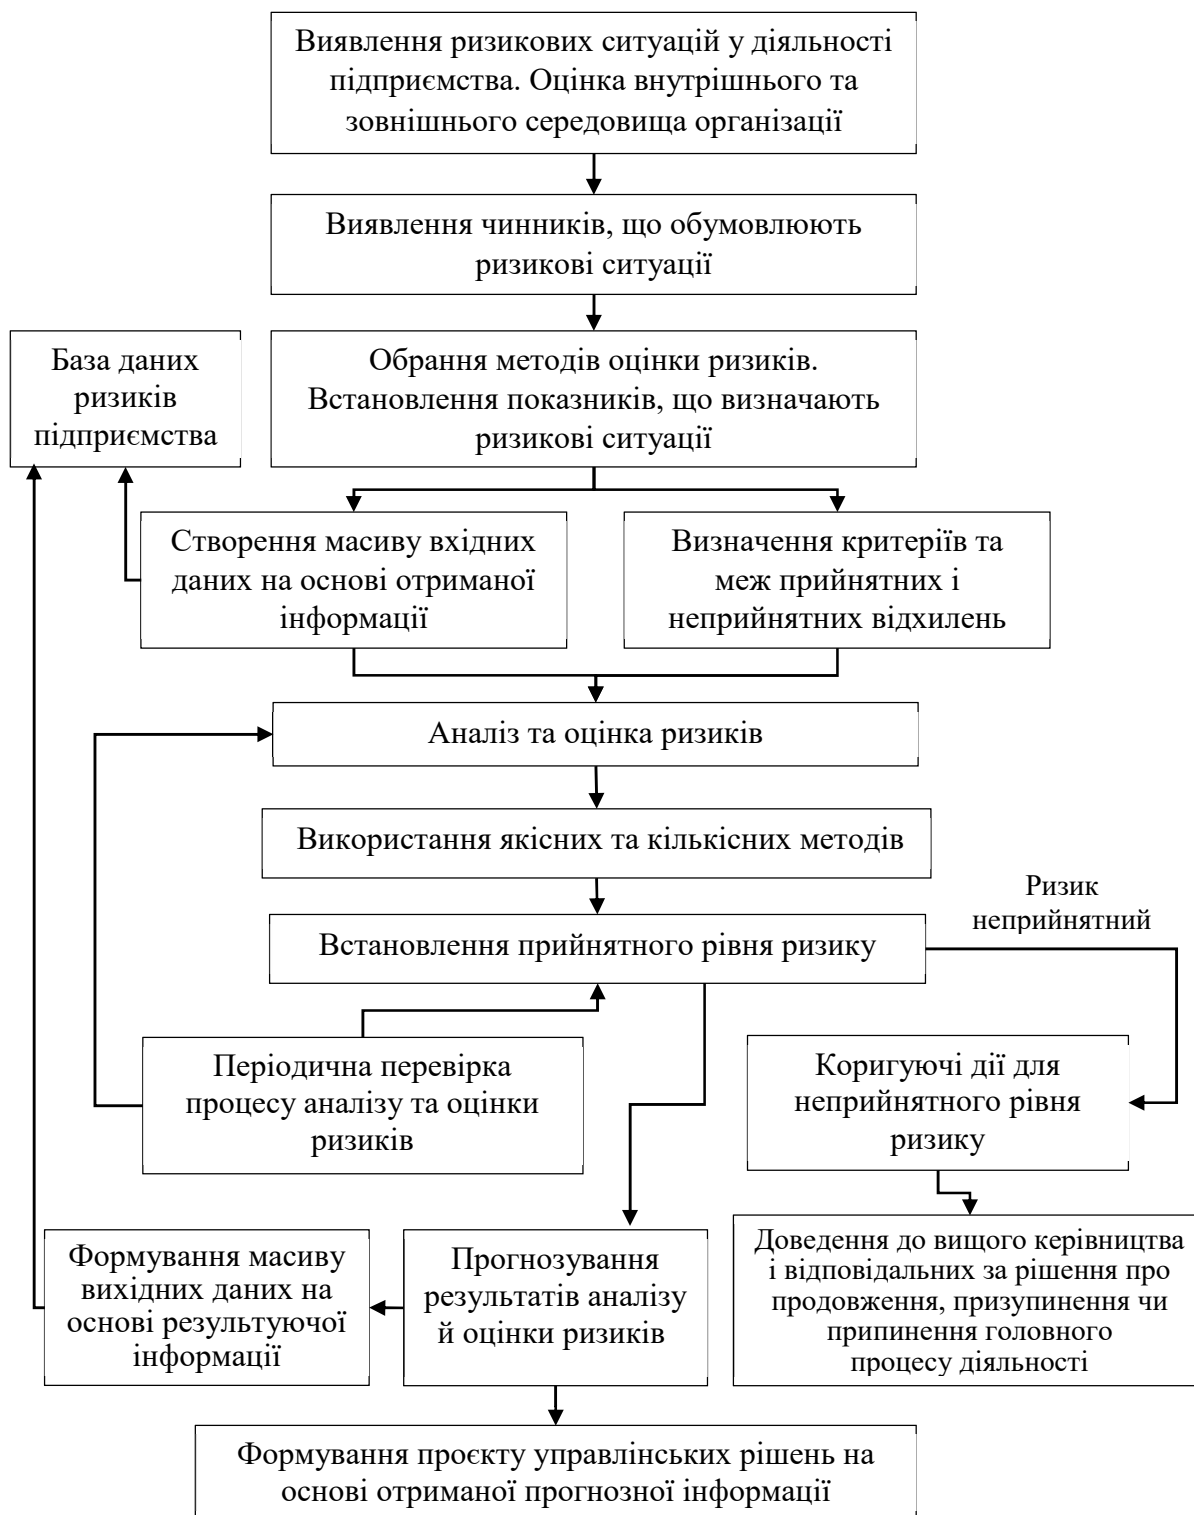 Виявлення ризикових ситуацій у діяльності
підприємства. Оцінка внутрішнього та
зовнішнього середовища організації
Виявлення чинників, що обумовлюють
ризикові ситуації
База даних
ризиків
підприємства
Обрання методів оцінки ризиків.
Встановлення показників, що визначають
ризикові ситуації
Створення масиву вхідних
даних на основі отриманої
інформації
Визначення критеріїв та
меж прийнятних і
неприйнятних відхилень
Аналіз та оцінка ризиків
Використання якісних та кількісних методів
Ризик
неприйнятний
Встановлення прийнятного рівня ризику
Періодична перевірка
процесу аналізу та оцінки
ризиків
Коригуючі дії для
неприйнятного рівня
ризику
Формування масиву
вихідних даних на
основі результуючої
інформації
Прогнозування
результатів аналізу
й оцінки ризиків
Доведення до вищого керівництва
і відповідальних за рішення про
продовження, призупинення чи
припинення головного
процесу діяльності
Формування проєкту управлінських рішень на
основі отриманої прогнозної інформації